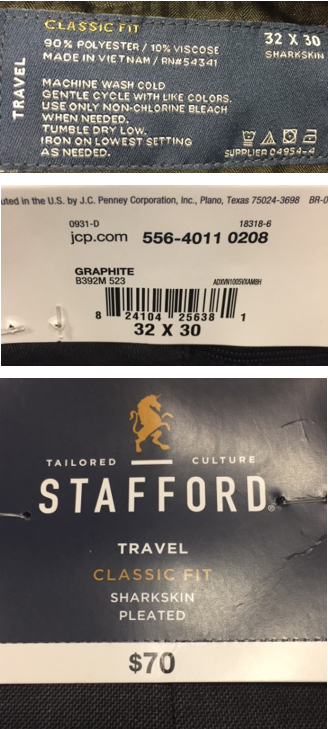 CLASSIC FIT
90% POLYESTER / 10% VISCOSE
MADE IN VIETNAM / RN#54341
32 X 30
SHARKSKIN
TRAVEL
MACHINE WASH COLD
GENTLE CYCLE WITH LIKE COLORS.
USE ONLY NON-CHLORINE BLEACH
WHEN NEEDED.
TUMBLE DRY LOW.
IRON ON LOWEST SETTING
AS NEEDED.
SUPPLIER 04954-4
uted in the U.S. by J.C. Penney Corporation, Inc., Plano, Texas 75024-3698 BR-0
0931-D 18318-6
jcp.com 556-4011 0208
GRAPHITE
B392M 523
8 24104 25638 1
32 X 30
TAILORED CULTURE
STAFFORD®
TRAVEL
CLASSIC FIT
SHARKSKIN
PLEATED
$70